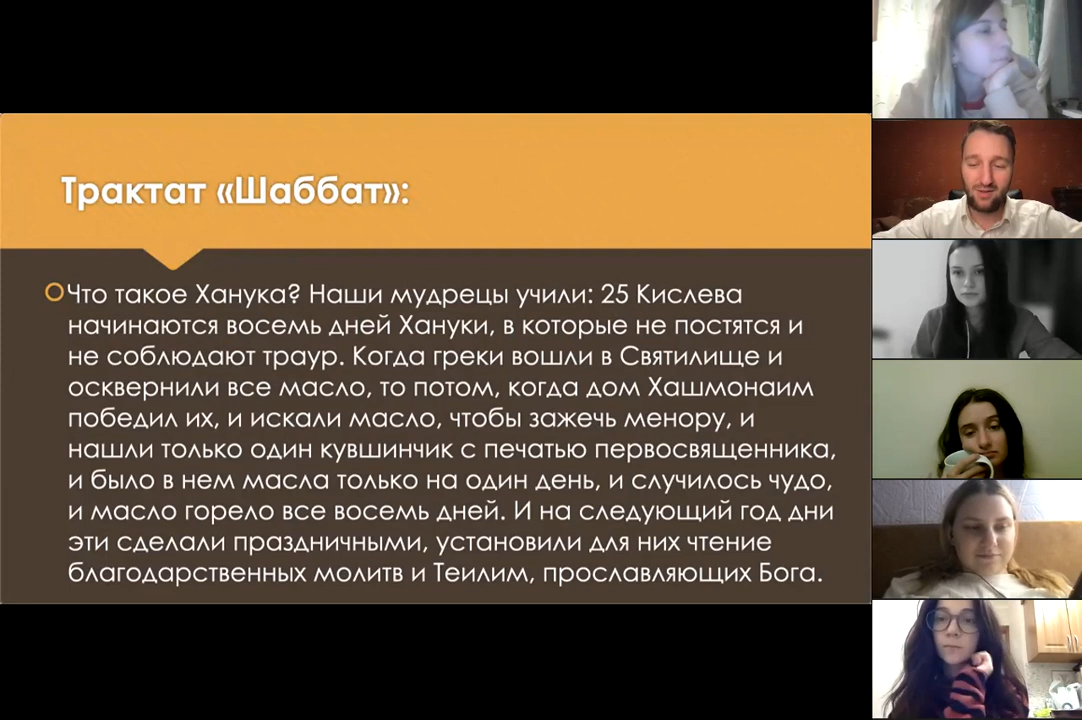 Трактат «Шаббат»:
Что такое Ханука? Наши мудрецы учили: 25 Кислева
начинаются восемь дней Хануки, в которые не постятся и
не соблюдают траур. Когда греки вошли в Святилище и
осквернили все масло, то потом, когда дом Хашмонаим
победил их, и искали масло, чтобы зажечь менору, и
нашли только один кувшинчик с печатью первосвященника,
и было в нем масла только на один день, и случилось чудо,
и масло горело все восемь дней. И на следующий год дни
эти сделали праздничными, установили для них чтение
благодарственных молитв и Теилим, прославляющих Бога.